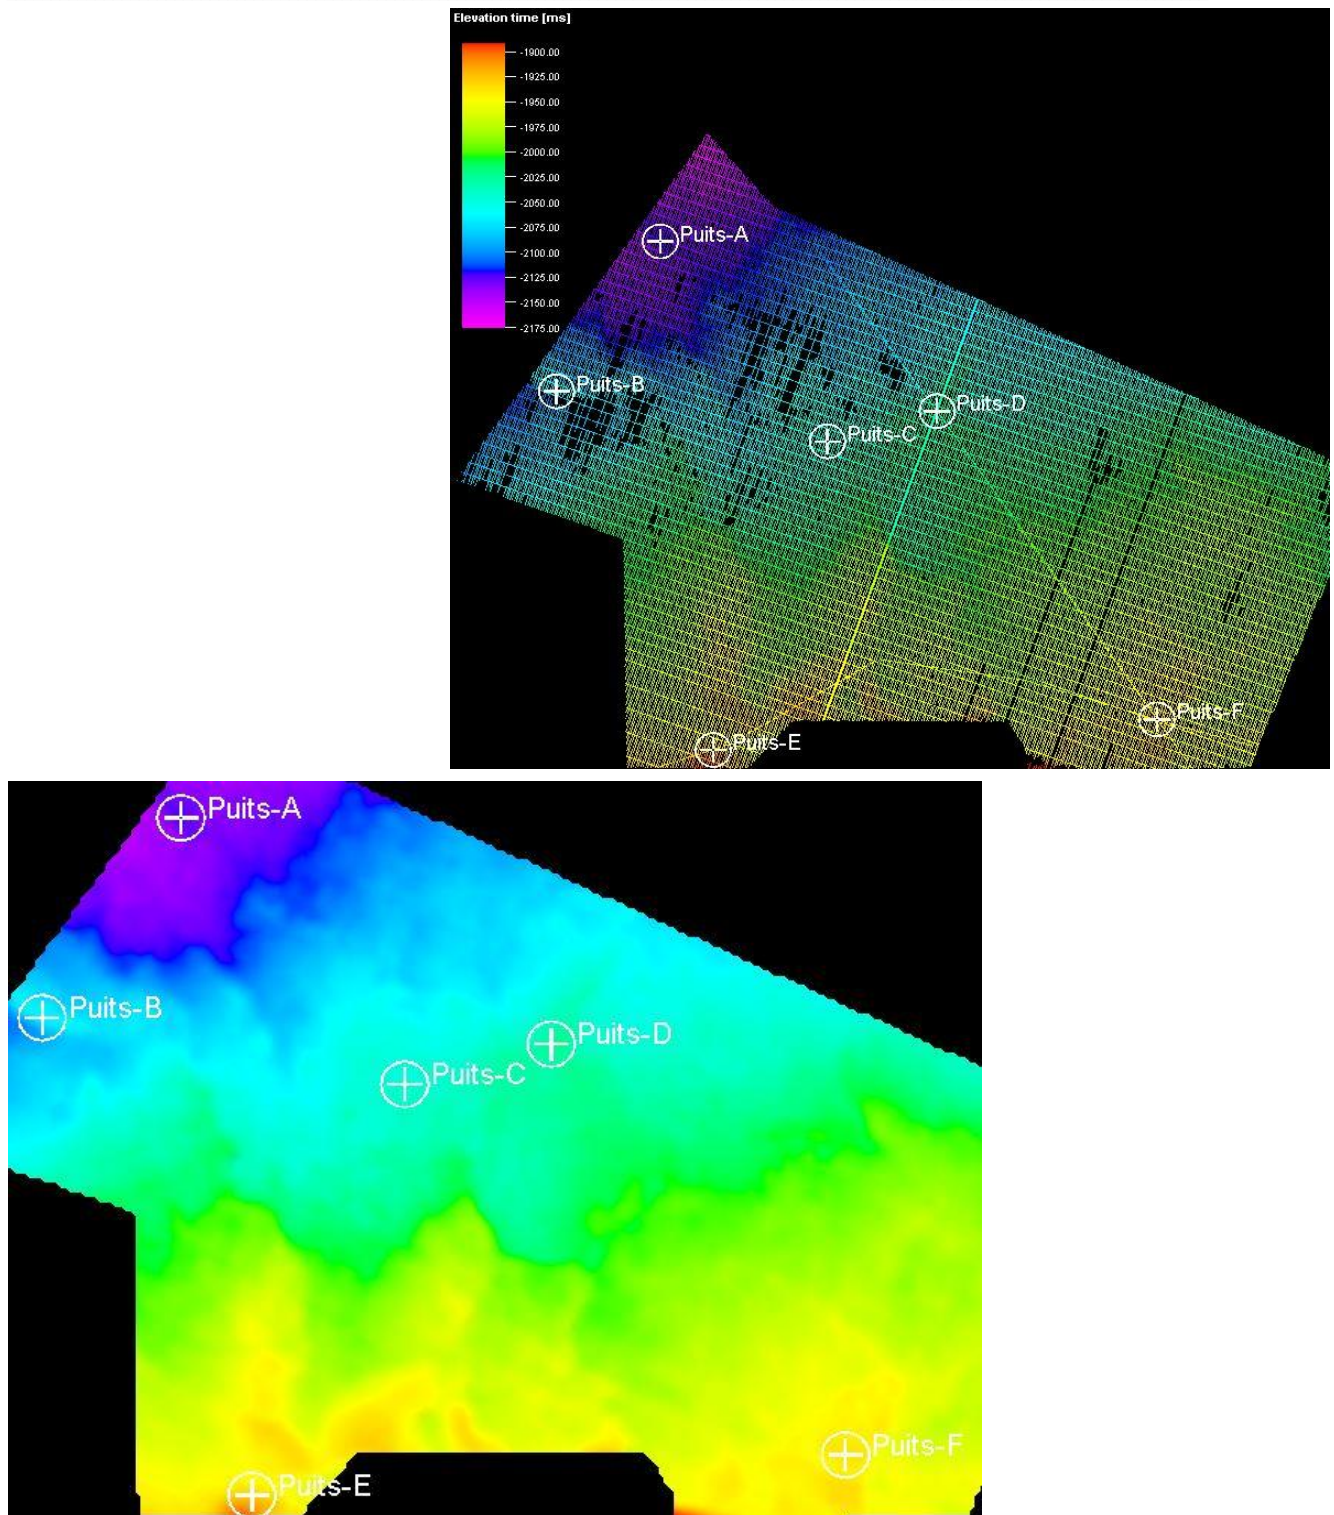 Elevation time [ms]
-1900.00
-1925.00
-1950.00
-1975.00
-2000.00
-2025.00
-2050.00
-2075.00
-2100.00
-2125.00
-2150.00
-2175.00
Puits-A
Puits-B
Puits-D
Puits-C
Puits-F
Puits-E
Puits-A
Puits-B
Puits-D
Puits-C
Puits-F
Puits-E